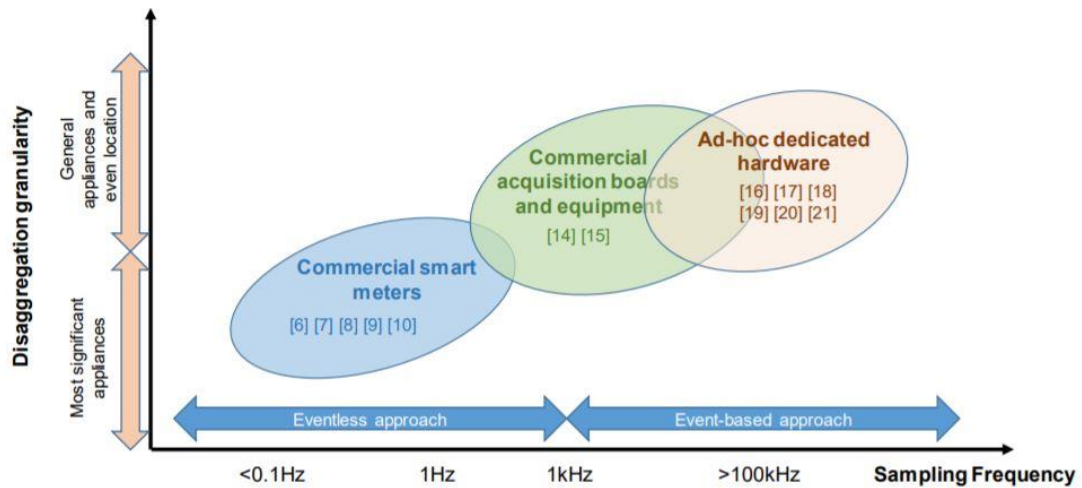 Disaggregation granularity
General
appliances and
even location
Most significant
appliances
Commercial smart
meters
[6] [7] [8] [9] [10]
Commercial
acquisition boards
and equipment
[14] [15]
Ad-hoc dedicated
hardware
[16] [17] [18]
[19] [20] [21]
Eventless approach
Event-based approach
<0.1Hz
1Hz
1kHz
>100kHz
Sampling Frequency